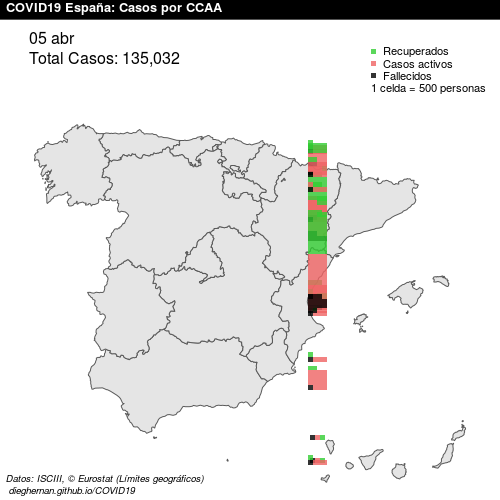 COVID19 España: Casos por CCAA
05 abr
Total Casos: 135,032
Recuperados
Casos activos
Fallecidos
1 celda = 500 personas
Datos: ISCIII, © Eurostat (Límites geográficos)
dieghernan.github.io/COVID19